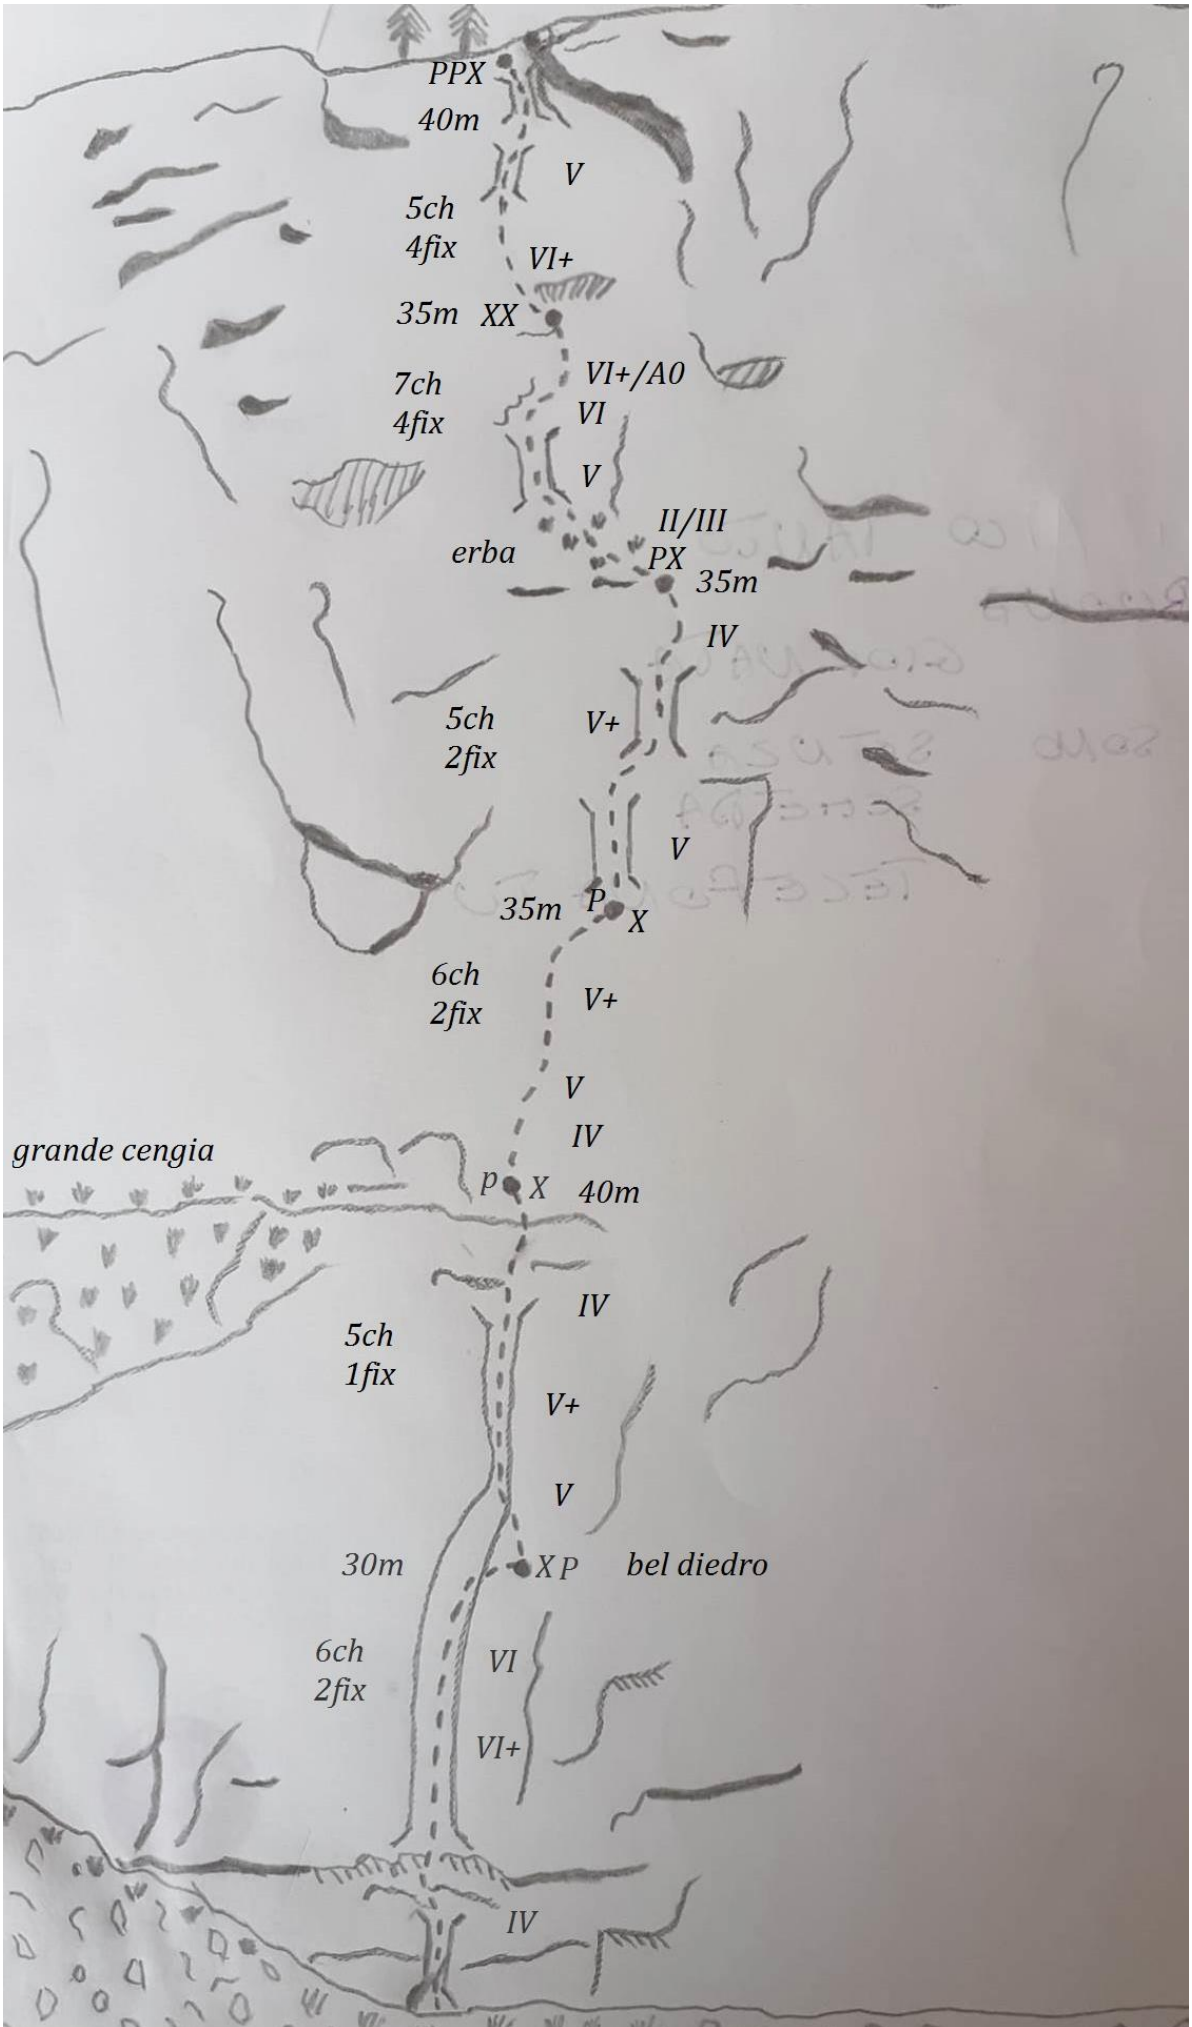 PPX
40m
V
5ch
4fix
VI+
35m XX
VI+/A0
7ch
4fix
VI
V
II/III
erba
PX
35m
IV
5ch
2fix
V+
V
35m P
X
6ch
2fix
V+
V
IV
grande cengia
p X 40m
IV
5ch
1fix
V+
V
30m
X P bel diedro
6ch
2fix
VI
VI+
IV